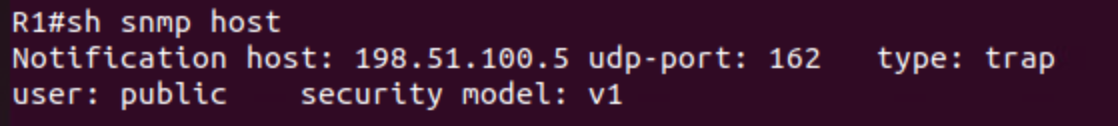 R1#sh snmp host
Notification host: 198.51.100.5 udp-port: 162   type: trap
user: public    security model: v1